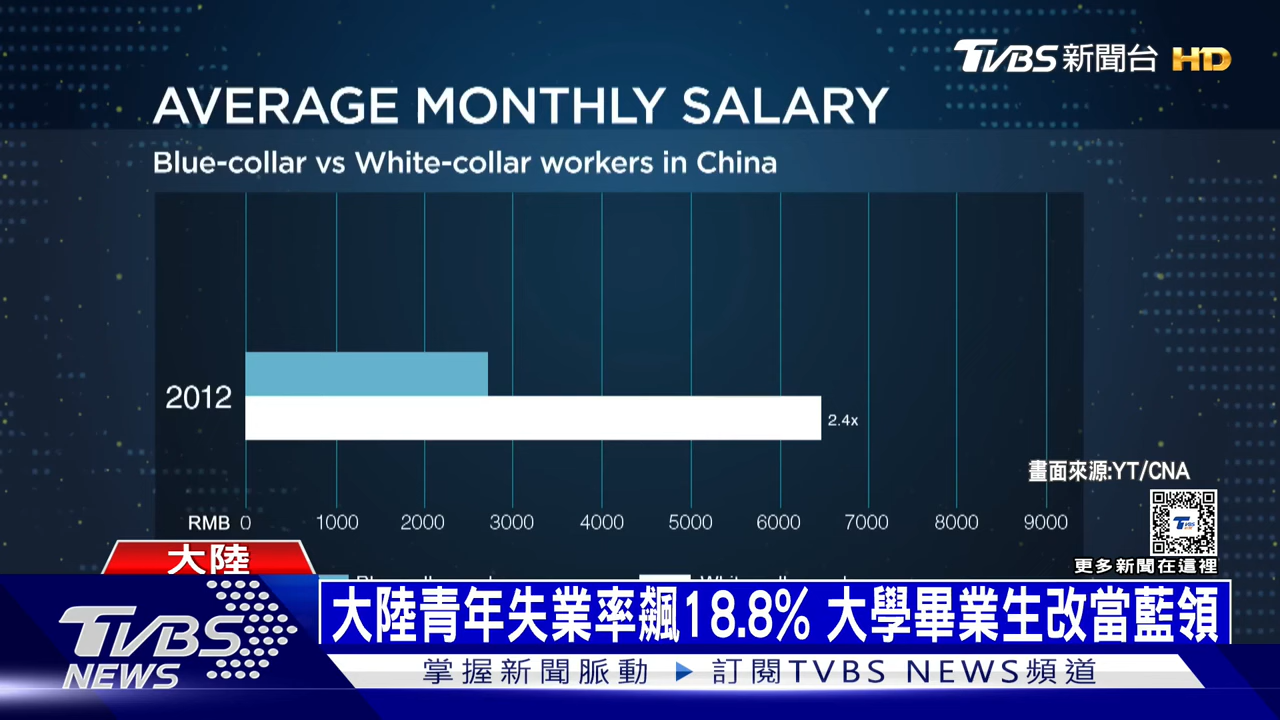 TVBS新聞台 HD
AVERAGE MONTHLY SALARY
Blue-collar vs White-collar workers in China
2012
2.4x
畫面來源:YT/CNA
RMB 0 1000 2000 3000 4000 5000 6000 7000 8000 9000
TVBS
更多新聞在這裡
大陸
大陸青年失業率飆18.8% 大學畢業生改當藍領
TVBS
NEWS
掌握新聞脈動 ▶ 訂閱TVBS NEWS頻道